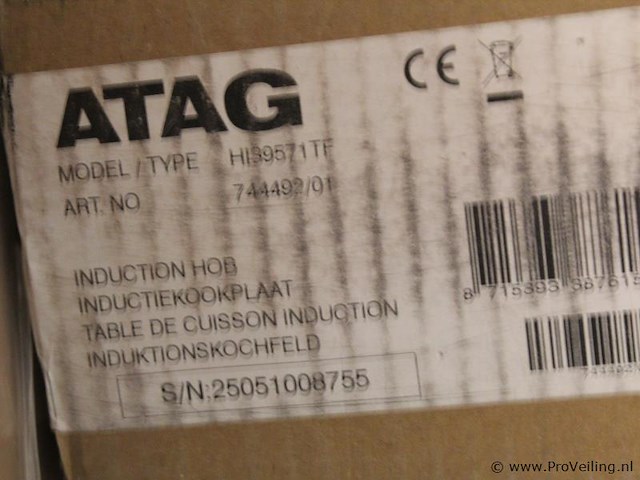 ATAG
CE
MODEL / TYPE HI39571TF
ART. NO 744492/01
INDUCTION HOB
INDUCTIEKOOKPLAAT
TABLE DE CUISSON INDUCTION
INDUKTIONSKOCHFELD
S/N:25051008755
© www.ProVeiling.nl